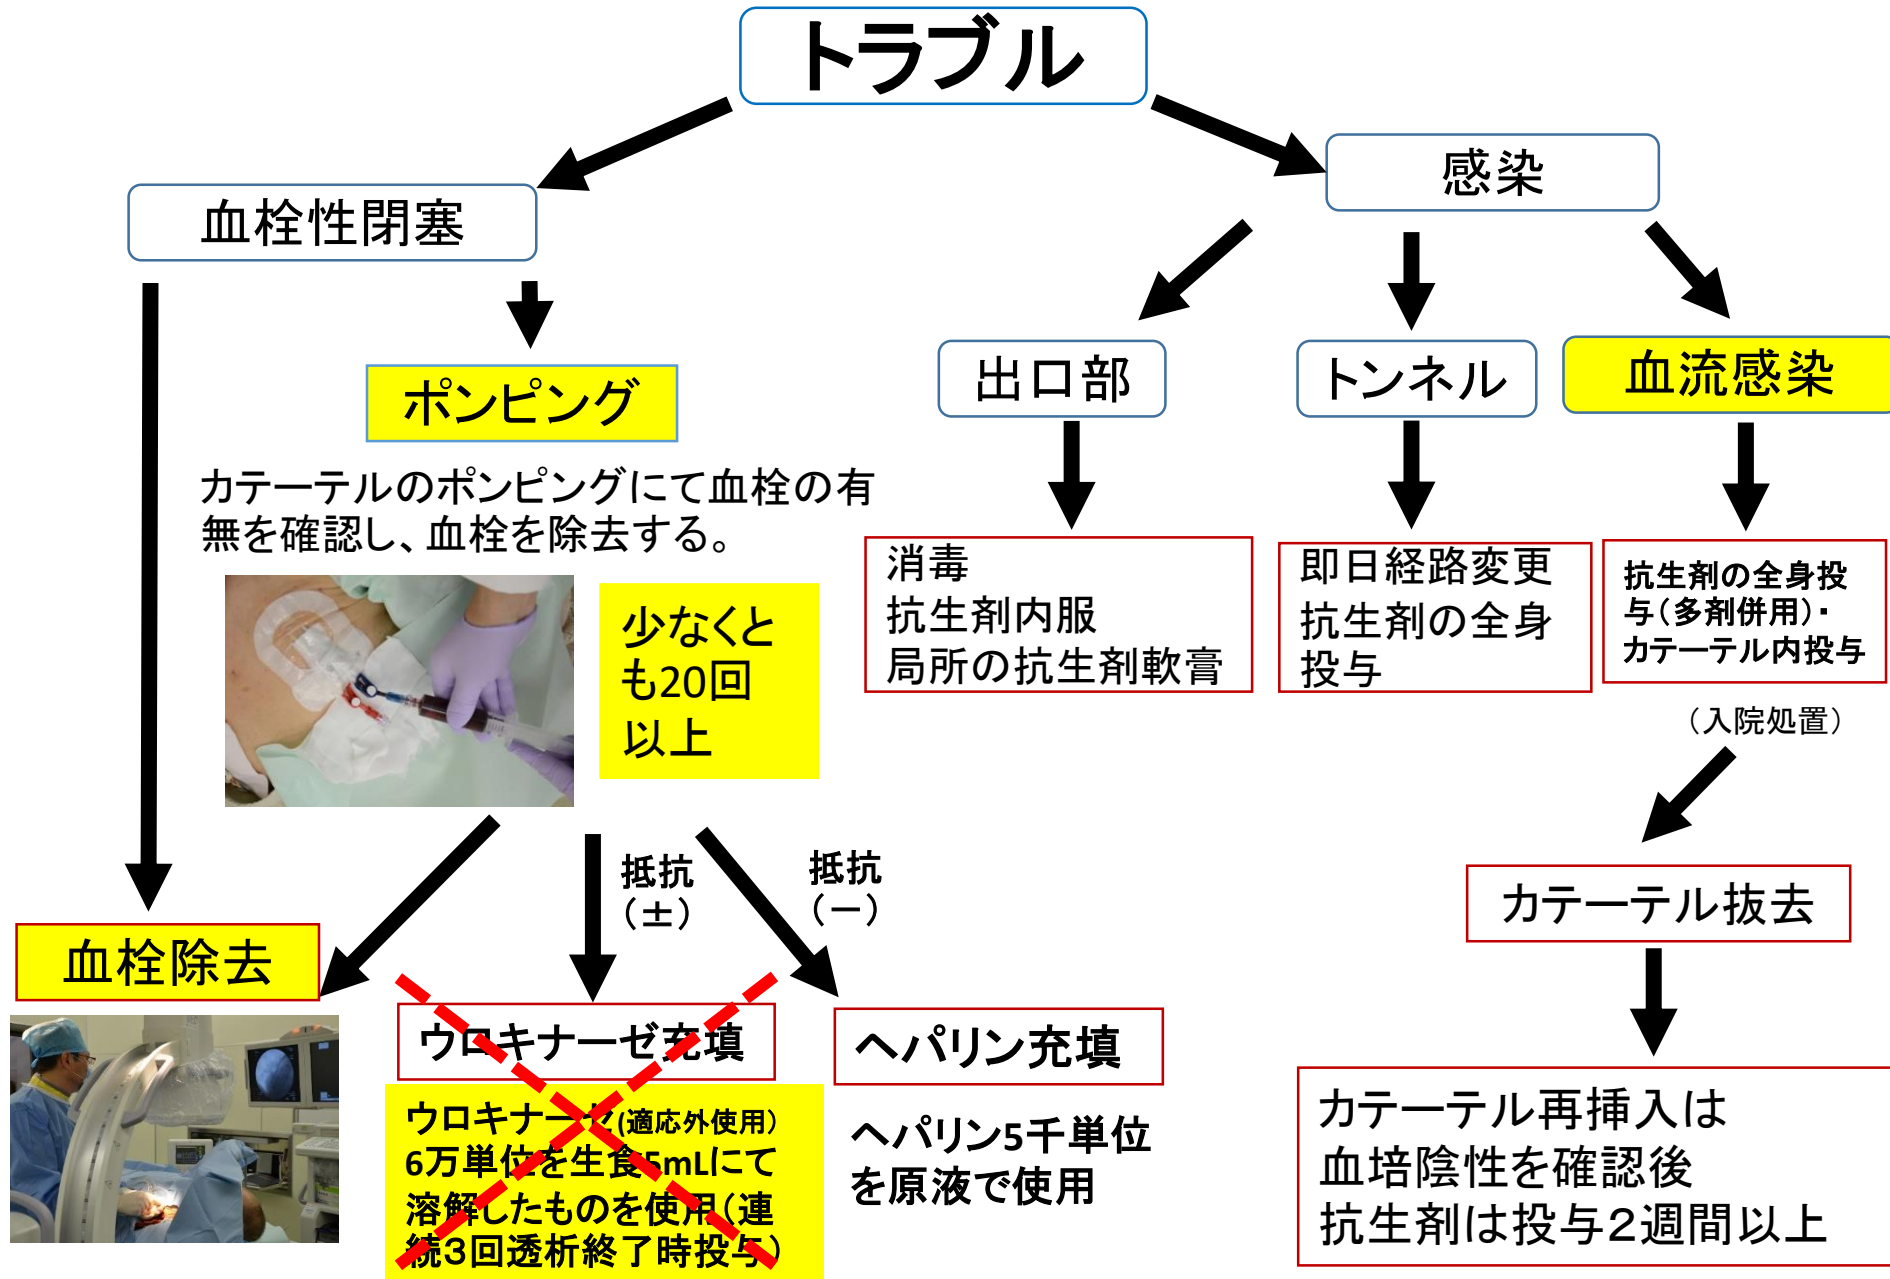 トラブル
血栓性閉塞
感染
ポンピング
カテーテルのポンピングにて血栓の有
無を確認し、血栓を除去する。
少なくと
も20回
以上
出口部
トンネル
血流感染
消毒
抗生剤内服
局所の抗生剤軟膏
即日経路変更
抗生剤の全身
投与
抗生剤の全身投
与（多剤併用）・
カテーテル内投与
（入院処置）
抵抗
（±）
抵抗
（－）
血栓除去
ウロキナーゼ充填
ウロキナーゼ(適応外使用）
6万単位を生食5mLにて
溶解したものを使用（連
続３回透析終了時投与）
ヘパリン充填
ヘパリン5千単位
を原液で使用
カテーテル抜去
カテーテル再挿入は
血培陰性を確認後
抗生剤は投与２週間以上